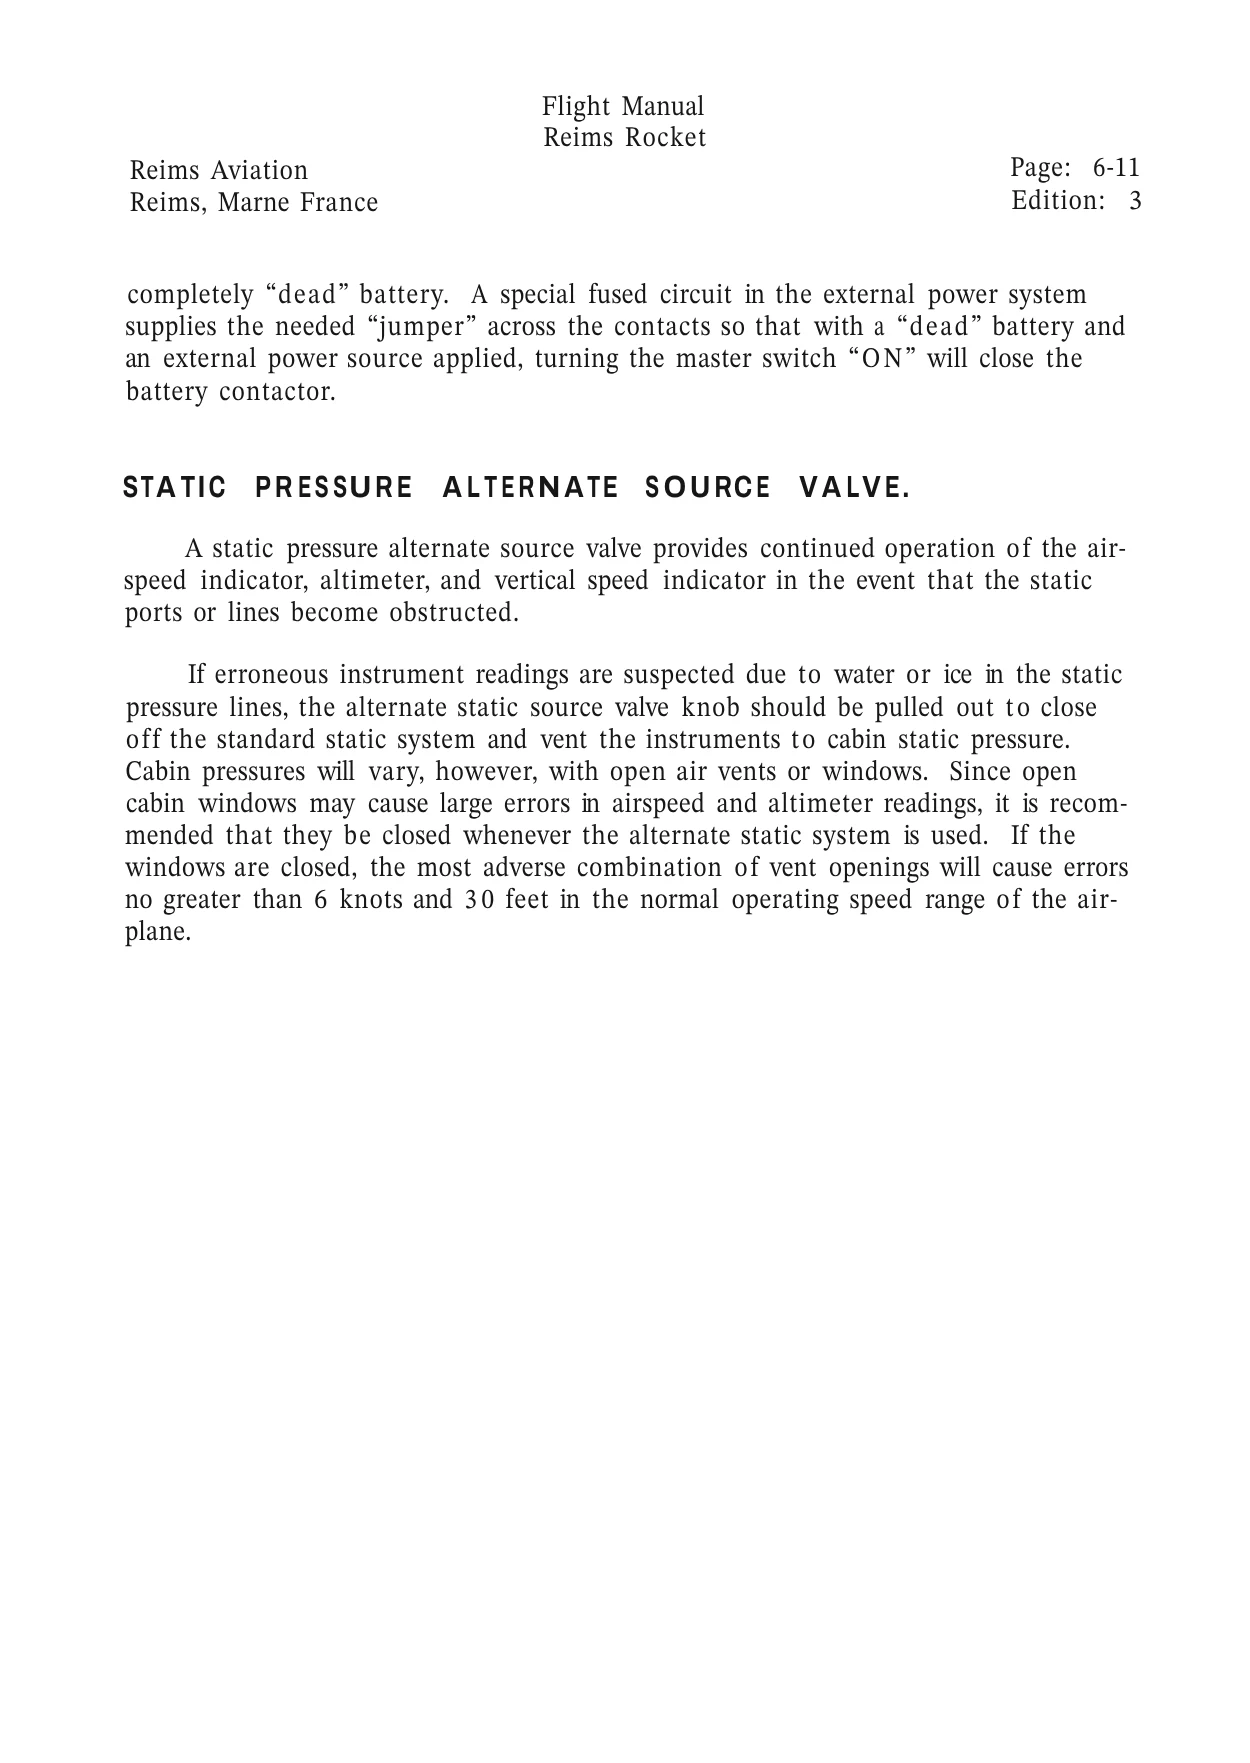 Flight Manual
Reims Rocket
Reims Aviation
Reims, Marne France
Page: 6-11
Edition: 3
completely “dead” battery. A special fused circuit in the external power system
supplies the needed “jumper” across the contacts so that with a “dead” battery and
an external power source applied, turning the master switch “ON” will close the
battery contactor.
STATIC PRESSURE ALTERNATE SOURCE VALVE.
A static pressure alternate source valve provides continued operation of the air-
speed indicator, altimeter, and vertical speed indicator in the event that the static
ports or lines become obstructed.
If erroneous instrument readings are suspected due to water or ice in the static
pressure lines, the alternate static source valve knob should be pulled out to close
off the standard static system and vent the instruments to cabin static pressure.
Cabin pressures will vary, however, with open air vents or windows. Since open
cabin windows may cause large errors in airspeed and altimeter readings, it is recom-
mended that they be closed whenever the alternate static system is used. If the
windows are closed, the most adverse combination of vent openings will cause errors
no greater than 6 knots and 30 feet in the normal operating speed range of the air-
plane.